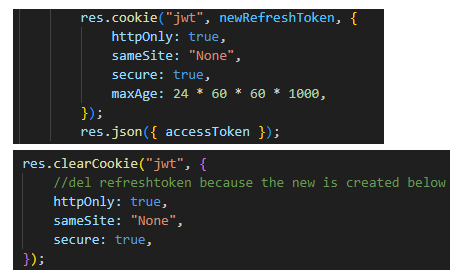 res.cookie("jwt", newRefreshToken, {
    httpOnly: true,
    sameSite: "None",
    secure: true,
    maxAge: 24 * 60 * 60 * 1000,
});
res.json({ accessToken });
res.clearCookie("jwt", {
    //del refreshtoken because the new is created below
    httpOnly: true,
    sameSite: "None",
    secure: true,
});